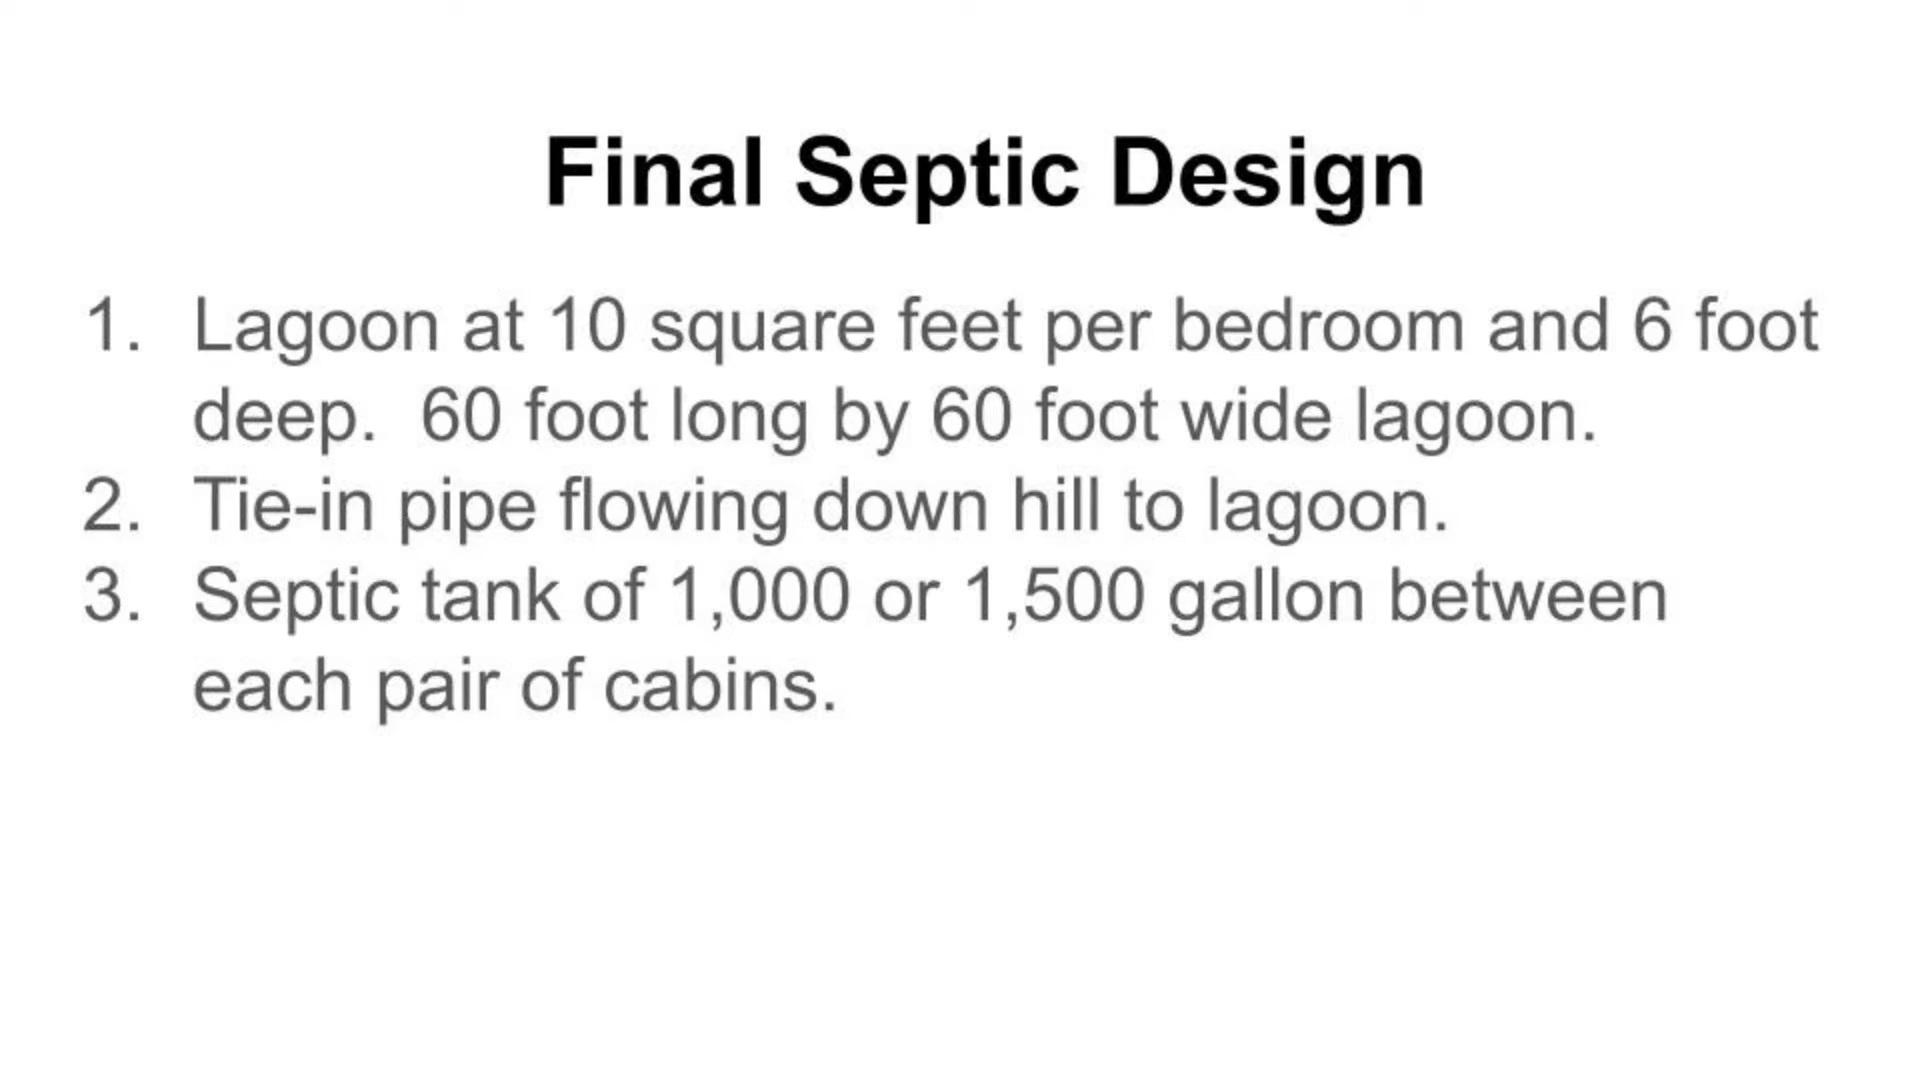 Final Septic Design
1. Lagoon at 10 square feet per bedroom and 6 foot
deep.  60 foot long by 60 foot wide lagoon.
2. Tie-in pipe flowing down hill to lagoon.
3. Septic tank of 1,000 or 1,500 gallon between
each pair of cabins.